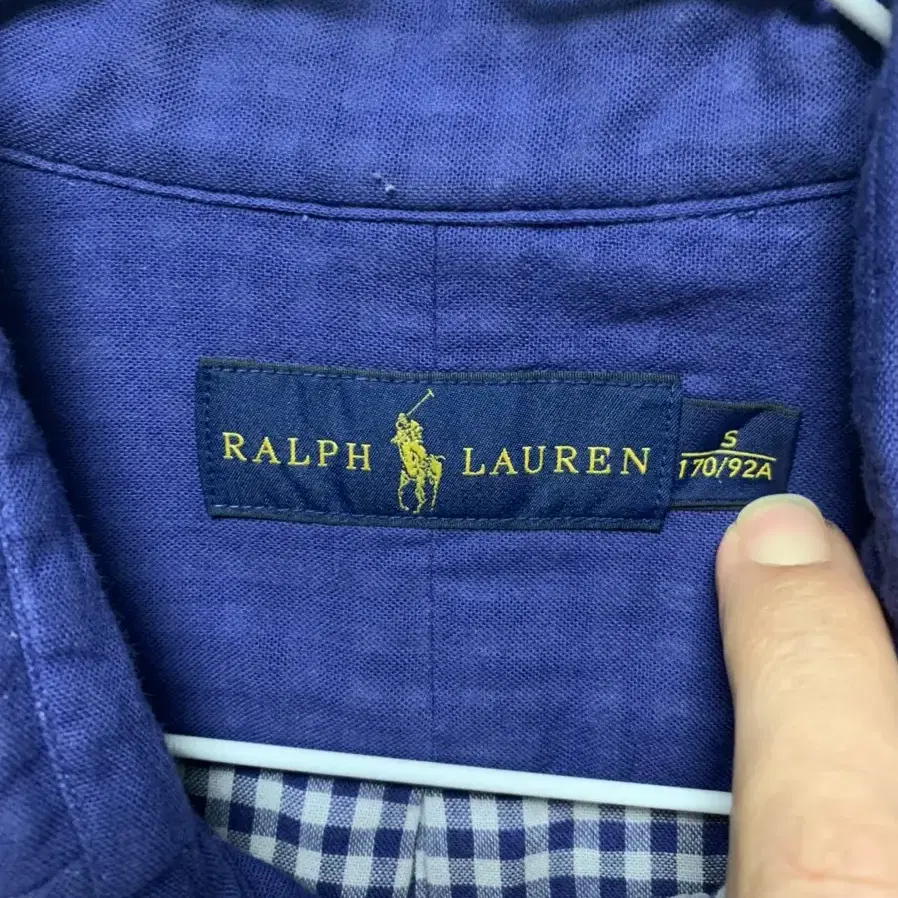 RALPH LAUREN
S
170/92A